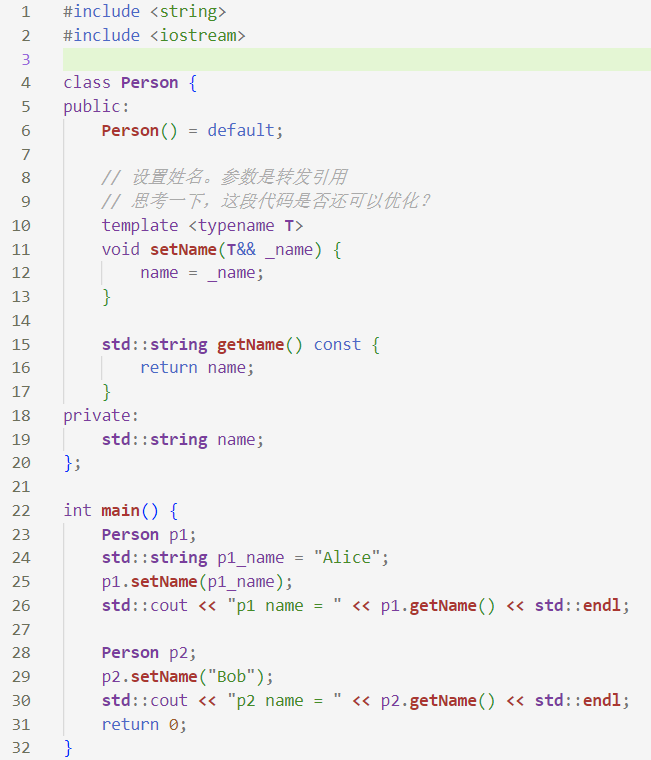 1 #include <string>
2 #include <iostream>
3
4 class Person {
5 public:
6     Person() = default;
7
8     // 设置姓名。参数是转发引用
9     // 思考一下，这段代码是否还可以优化？
10     template <typename T>
11     void setName(T&& _name) {
12         name = _name;
13     }
14
15     std::string getName() const {
16         return name;
17     }
18 private:
19     std::string name;
20 };
21
22 int main() {
23     Person p1;
24     std::string p1_name = "Alice";
25     p1.setName(p1_name);
26     std::cout << "p1 name = " << p1.getName() << std::endl;
27
28     Person p2;
29     p2.setName("Bob");
30     std::cout << "p2 name = " << p2.getName() << std::endl;
31     return 0;
32 }